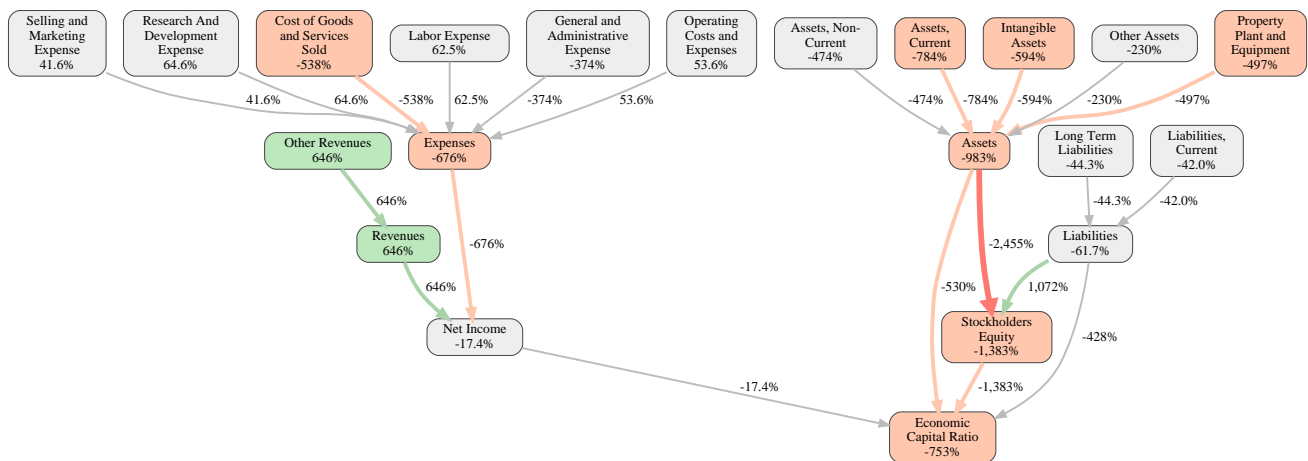 Selling and
Marketing
Expense
41.6%
Research And
Development
Expense
64.6%
Cost of Goods
and Services
Sold
-538%
Labor Expense
62.5%
General and
Administrative
Expense
-374%
Operating
Costs and
Expenses
53.6%
Assets, Non-
Current
-474%
Assets,
Current
-784%
Intangible
Assets
-594%
Other Assets
-230%
Property
Plant and
Equipment
-497%
41.6%
64.6%
-538%
62.5%
-374%
53.6%
-474%
-784%
-594%
-230%
-497%
Other Revenues
646%
Expenses
-676%
Assets
-983%
Long Term
Liabilities
-44.3%
Liabilities,
Current
-42.0%
646%
-44.3%
-42.0%
Revenues
646%
-676%
-2,455%
Liabilities
-61.7%
646%
-530%
1,072%
Net Income
-17.4%
Stockholders
Equity
-1,383%
-428%
-17.4%
-1,383%
Economic
Capital Ratio
-753%